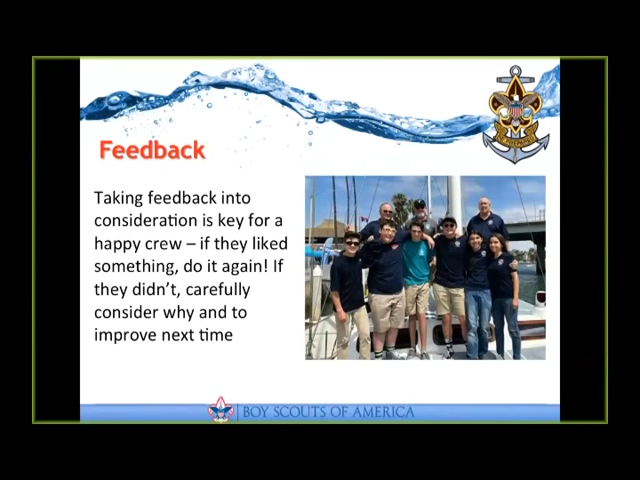 Feedback
Taking feedback into
consideration is key for a
happy crew – if they liked
something, do it again! If
they didn't, carefully
consider why and to
improve next time
BOY SCOUTS OF AMERICA